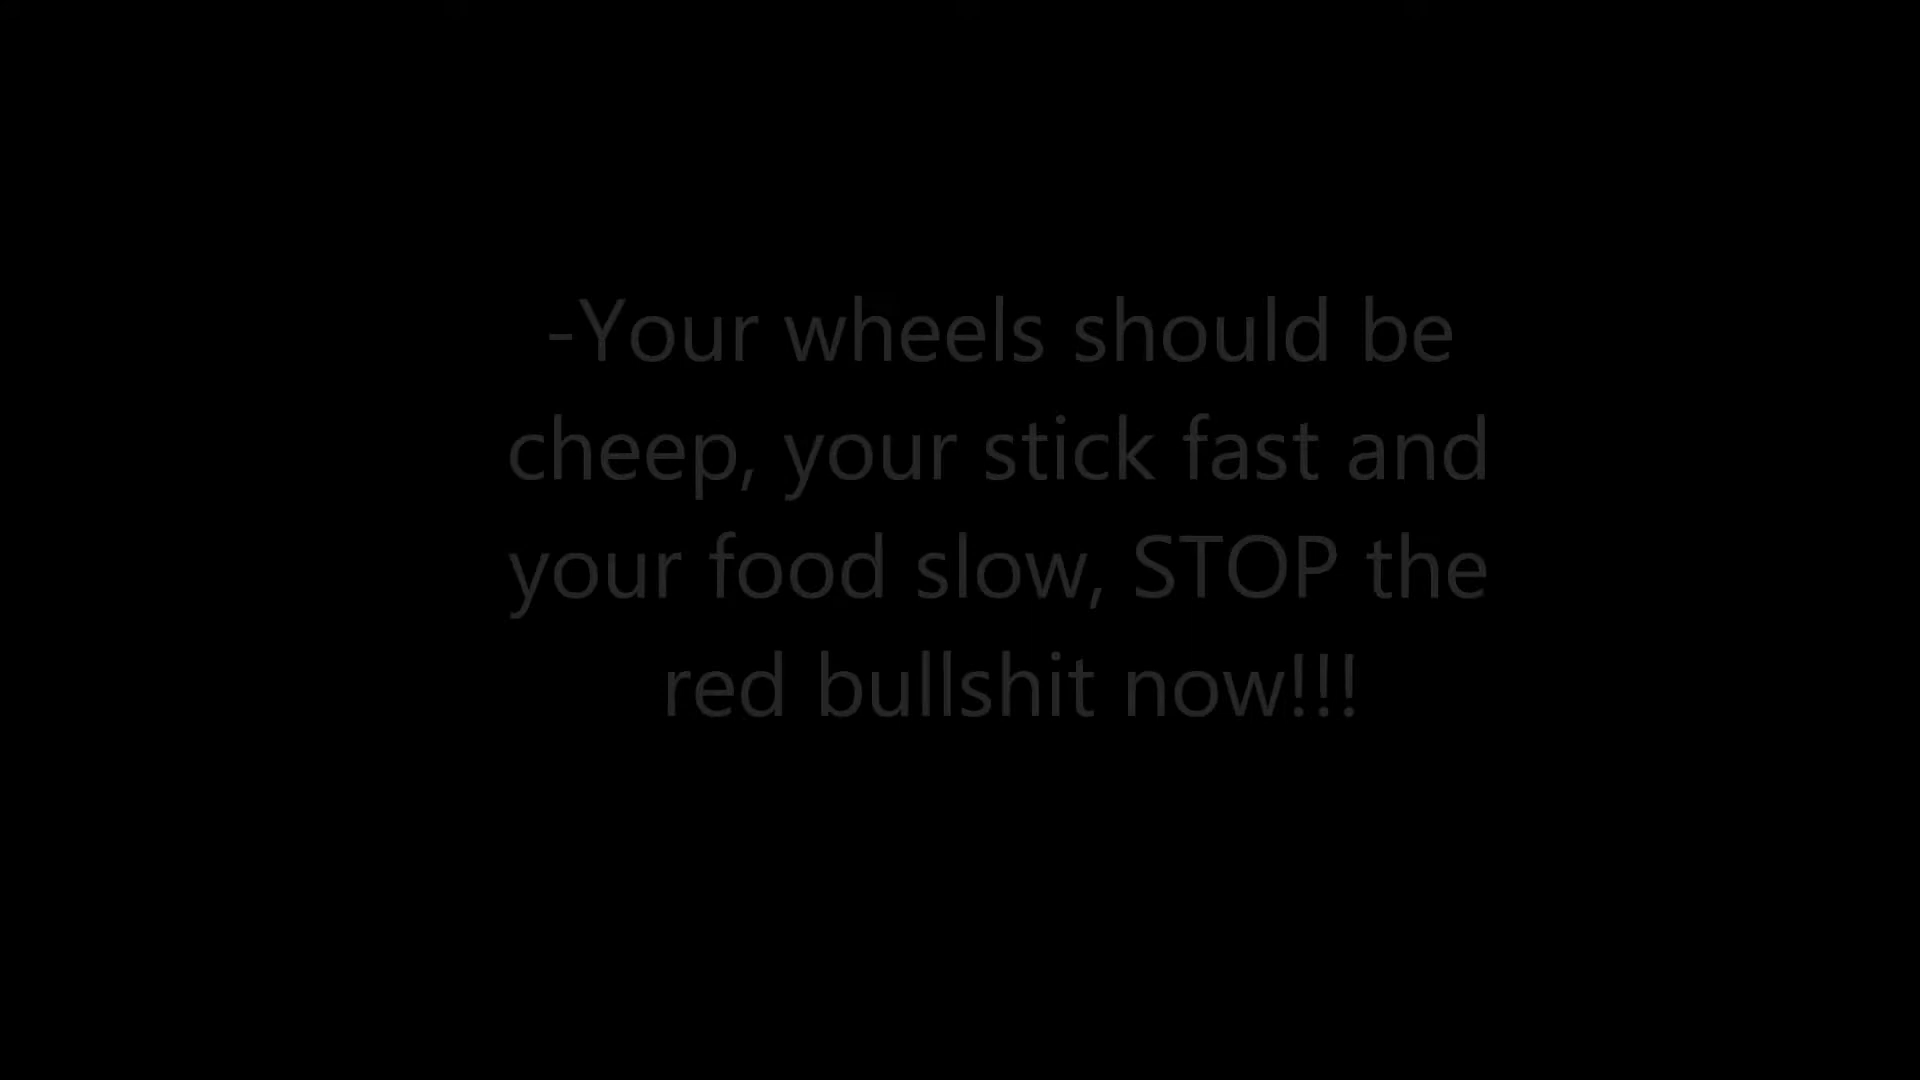 -Your wheels should be
cheep, your stick fast and
your food slow, STOP the
red bullshit now!!!